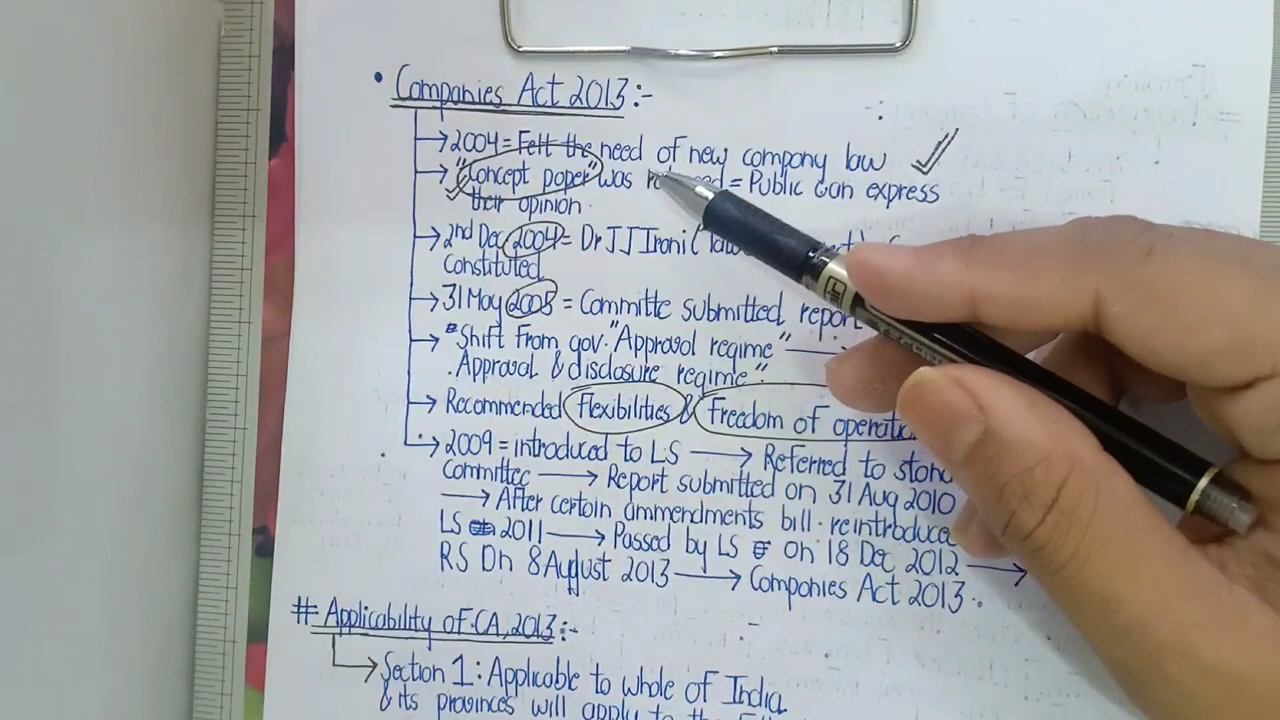 • Companies Act 2013:-
→ 2004 = Felt the need of new company law ✓
→ "Concept paper" was = Public can express
their opinion.
→ 2nd Dec 2004 = Dr JJ Ironi (
Constituted
→ 31 May 2005 = Committe submitted report
→ "Shift From gov. "Approval regime" →
. Approval & disclosure regime".
→ Recommended Flexibilities & Freedom of
→ 2009 = introduced to LS → Referred to
Committee → Report submitted on 31 Aug 2010
→ After certain ammendments bill. reintroduce
LS 2011 → Passed by LS on 18 Dec 2012 →
RS On 8 August 2013 → Companies Act 2013.
# Applicability of CA, 2013:-
→ Section 1: Applicable to whole of India
& its provinces will apply to the